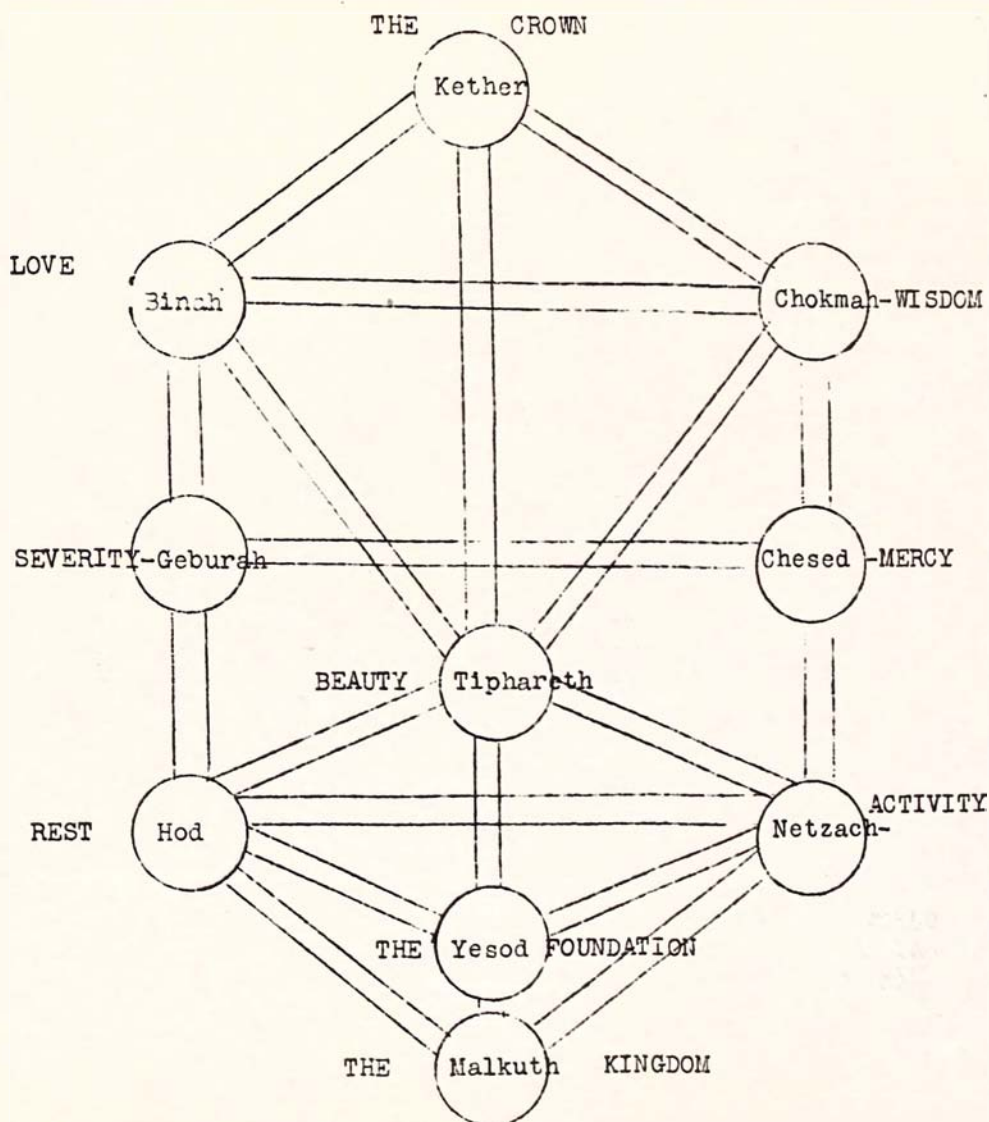 THE CROWN
Kether
LOVE
Binah
Chokmah-WISDOM
SEVERITY-Geburah
Chesed -MERCY
BEAUTY Tiphareth
ACTIVITY
REST Hod Netzach-
THE Yesod FOUNDATION
THE Malkuth KINGDOM